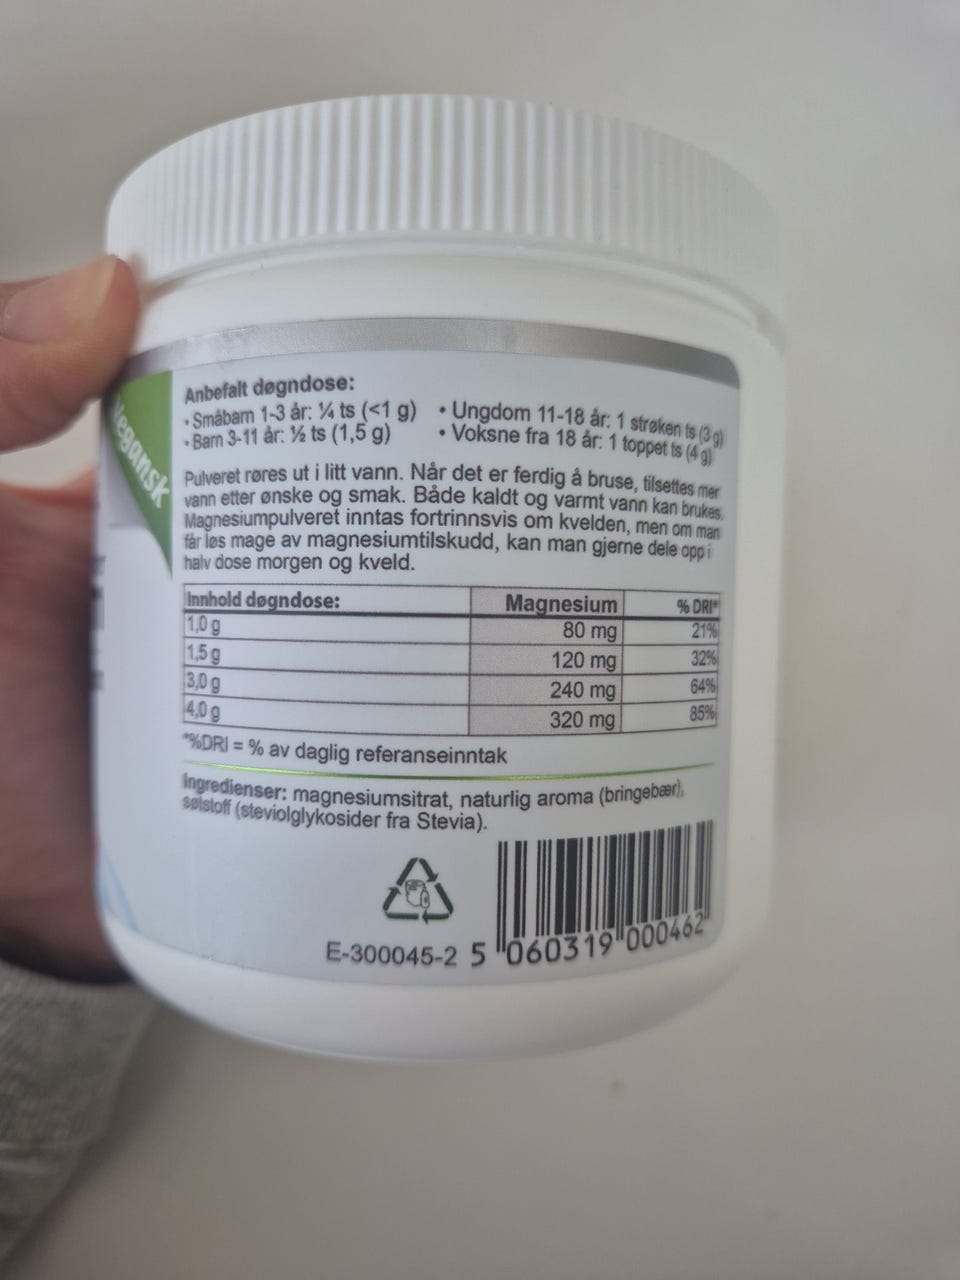 Vegansk
Anbefalt døgndose:
• Småbarn 1-3 år: ¼ ts (<1 g) • Ungdom 11-18 år: 1 strøken ts (3 g)
• Barn 3-11 år: ½ ts (1,5 g) • Voksne fra 18 år: 1 toppet ts (4 g)
Pulveret røres ut i litt vann. Når det er ferdig å bruse, tilsettes mer
vann etter ønske og smak. Både kaldt og varmt vann kan brukes.
Magnesiumpulveret inntas fortrinnsvis om kvelden, men om man
får løs mage av magnesiumtilskudd, kan man gjerne dele opp i
halv dose morgen og kveld.
Innhold døgndose: Magnesium % DRI*
1,0 g 80 mg 21%
1,5 g 120 mg 32%
3,0 g 240 mg 64%
4,0 g 320 mg 85%
*%DRI = % av daglig referanseinntak
Ingredienser: magnesiumsitrat, naturlig aroma (bringebær),
søtstoff (steviolglykosider fra Stevia).
E-300045-2 5 060319 000462